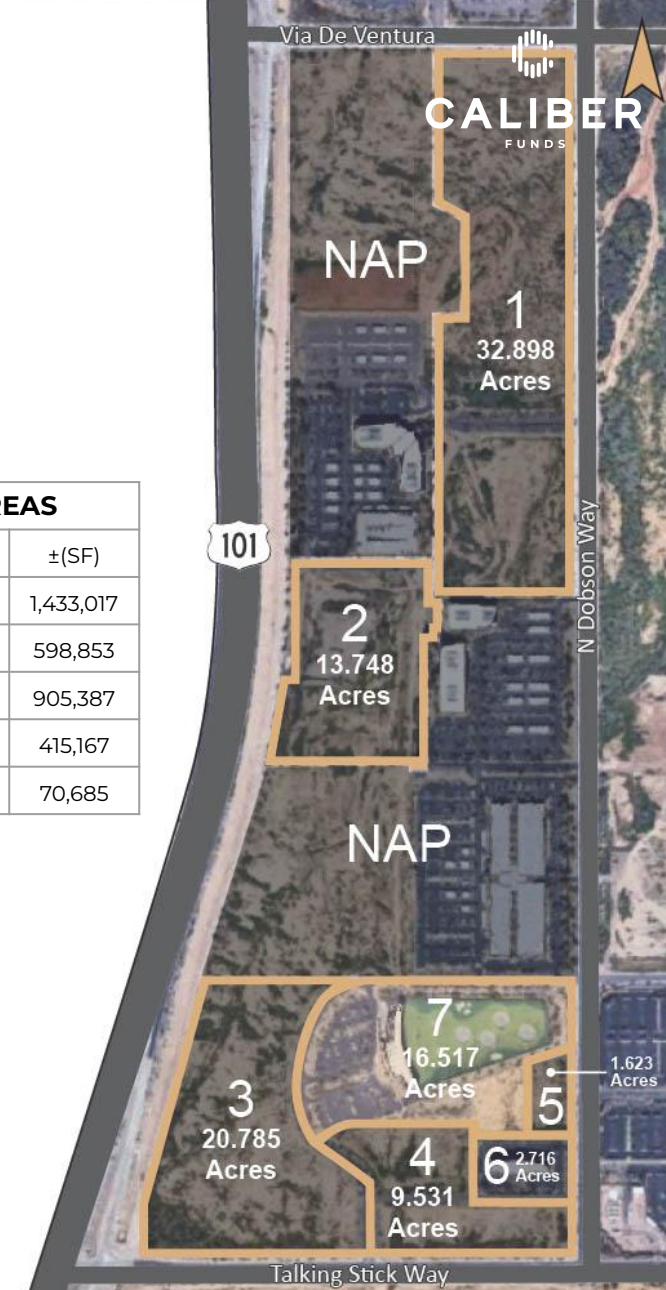 Via De Ventura
CALIBER
FUNDS
NAP
1
32.898
Acres
EAS
±(SF)
1,433,017
598,853
905,387
415,167
70,685
101
N Dobson Way
2
13.748
Acres
NAP
7
16.517
Acres
1.623
Acres
5
3
20.785
Acres
4
9.531
Acres
6
2.716
Acres
Talking Stick Way